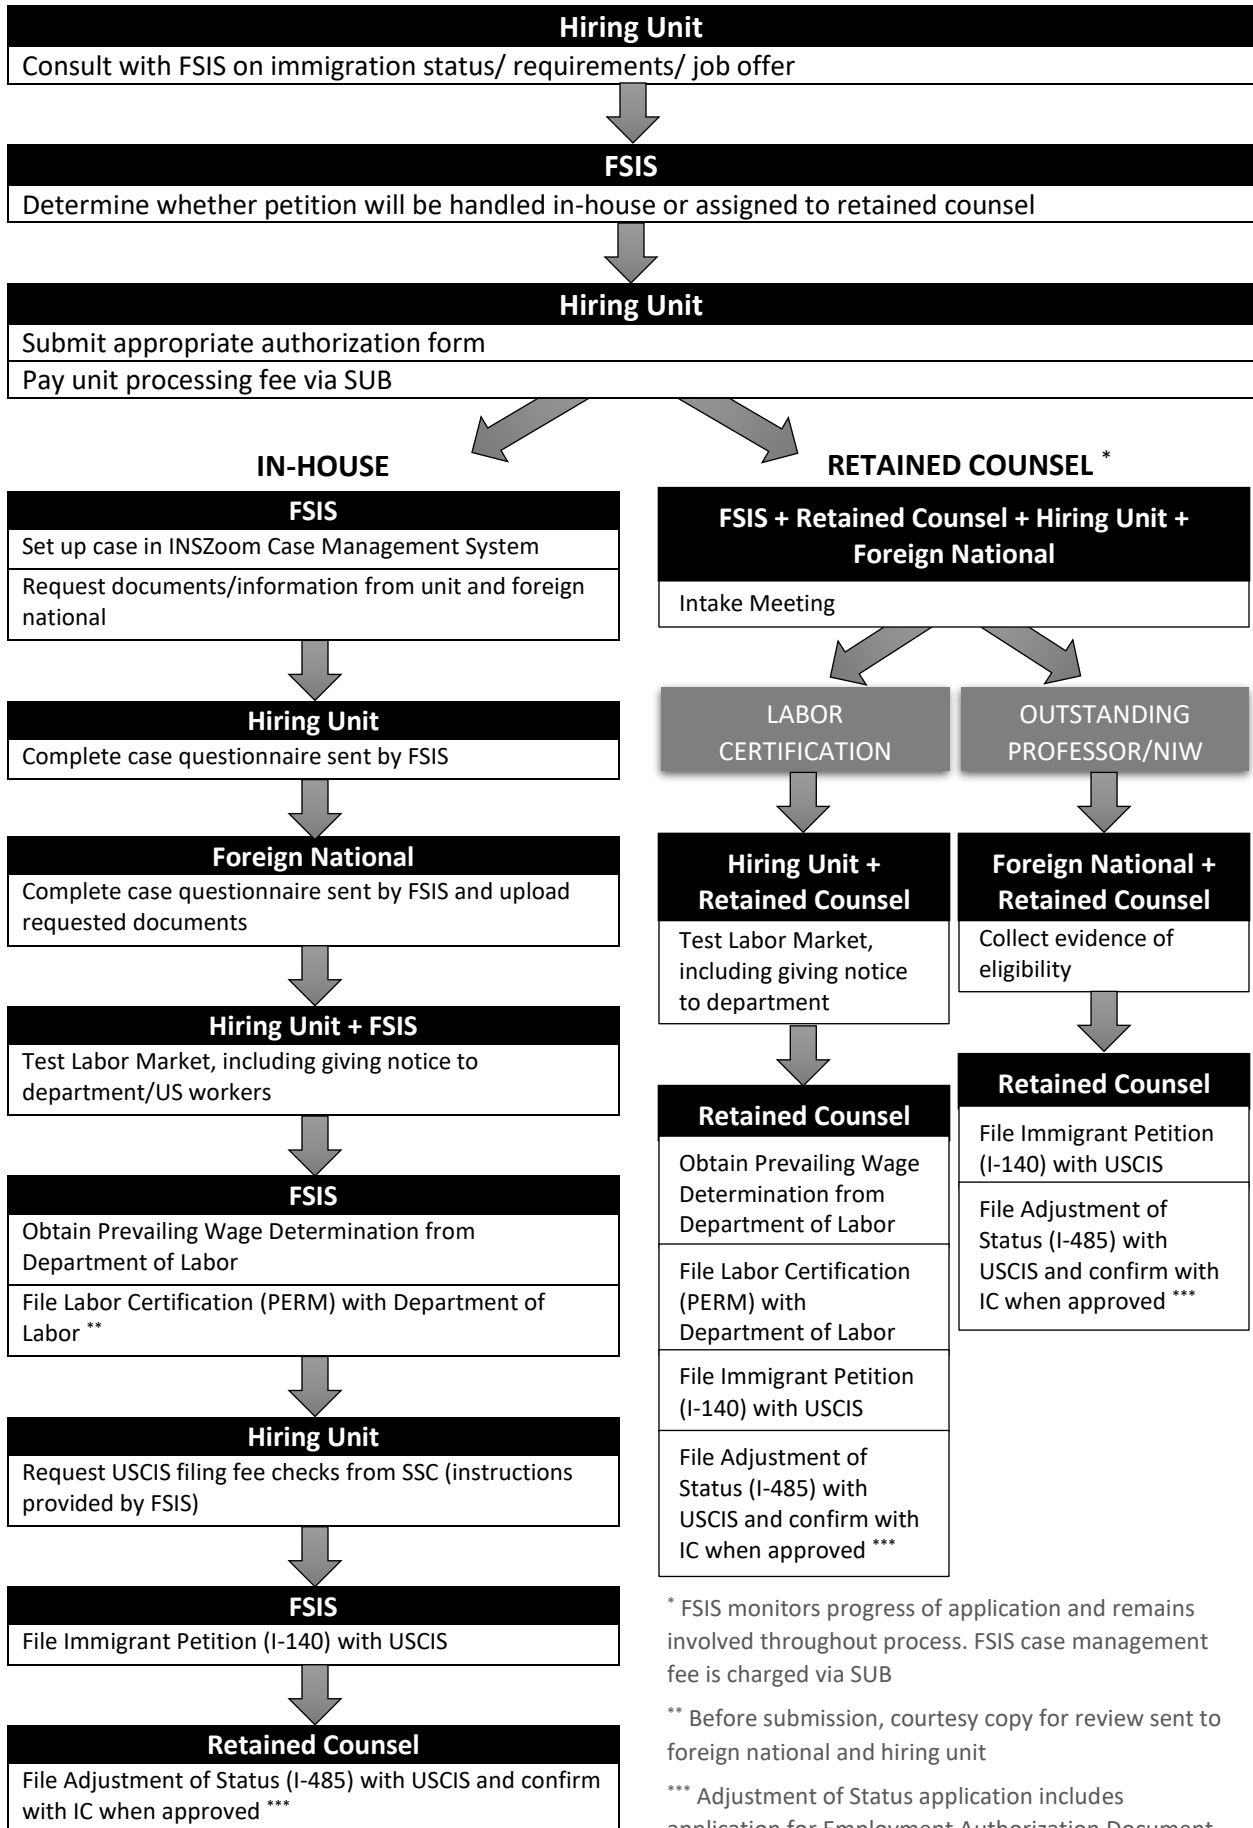 Hiring Unit
Consult with FSIS on immigration status/ requirements/ job offer
FSIS
Determine whether petition will be handled in-house or assigned to retained counsel
Hiring Unit
Submit appropriate authorization form
Pay unit processing fee via SUB
IN-HOUSE
FSIS
Set up case in INSZoom Case Management System
Request documents/information from unit and foreign
national
Hiring Unit
Complete case questionnaire sent by FSIS
Foreign National
Complete case questionnaire sent by FSIS and upload
requested documents
Hiring Unit + FSIS
Test Labor Market, including giving notice to
department/US workers
FSIS
Obtain Prevailing Wage Determination from
Department of Labor
File Labor Certification (PERM) with Department of
Labor **
Hiring Unit
Request USCIS filing fee checks from SSC (instructions
provided by FSIS)
FSIS
File Immigrant Petition (I-140) with USCIS
Retained Counsel
File Adjustment of Status (I-485) with USCIS and confirm
with IC when approved ***
RETAINED COUNSEL *
FSIS + Retained Counsel + Hiring Unit +
Foreign National
Intake Meeting
LABOR
CERTIFICATION
Hiring Unit +
Retained Counsel
Test Labor Market,
including giving notice
to department
Retained Counsel
Obtain Prevailing Wage
Determination from
Department of Labor
File Labor Certification
(PERM) with
Department of Labor
File Immigrant Petition
(I-140) with USCIS
File Adjustment of
Status (I-485) with
USCIS and confirm with
IC when approved ***
OUTSTANDING
PROFESSOR/NIW
Foreign National +
Retained Counsel
Collect evidence of
eligibility
Retained Counsel
File Immigrant Petition
(I-140) with USCIS
File Adjustment of
Status (I-485) with
USCIS and confirm with
IC when approved ***
* FSIS monitors progress of application and remains
involved throughout process. FSIS case management
fee is charged via SUB
** Before submission, courtesy copy for review sent to
foreign national and hiring unit
*** Adjustment of Status application includes
application for Employment Authorization Document